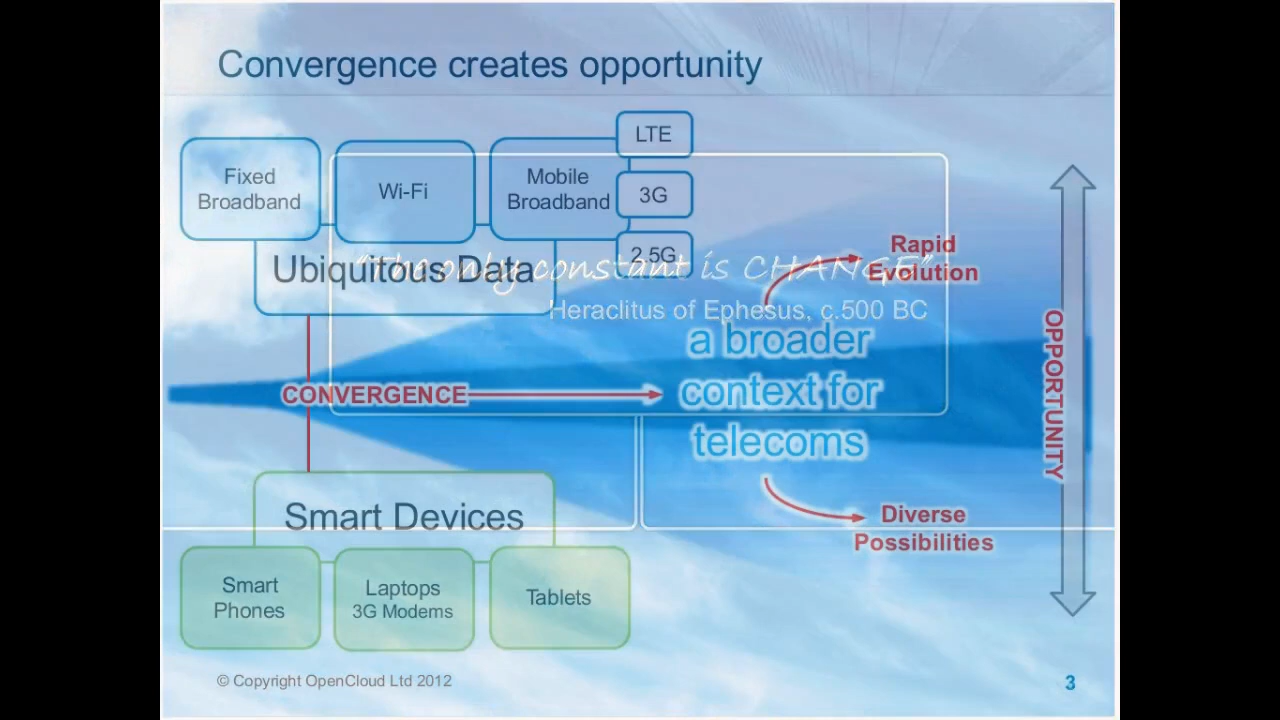 Convergence creates opportunity
LTE
Fixed
Broadband
Wi-Fi
Mobile
Broadband
3G
2.5G
Ubiquitous Data
"The only constant is CHANGE"
Heraclitus of Ephesus, c.500 BC
Rapid
Evolution
a broader
context for
telecoms
CONVERGENCE
OPPORTUNITY
Smart Devices
Diverse
Possibilities
Smart
Phones
Laptops
3G Modems
Tablets
© Copyright OpenCloud Ltd 2012
3